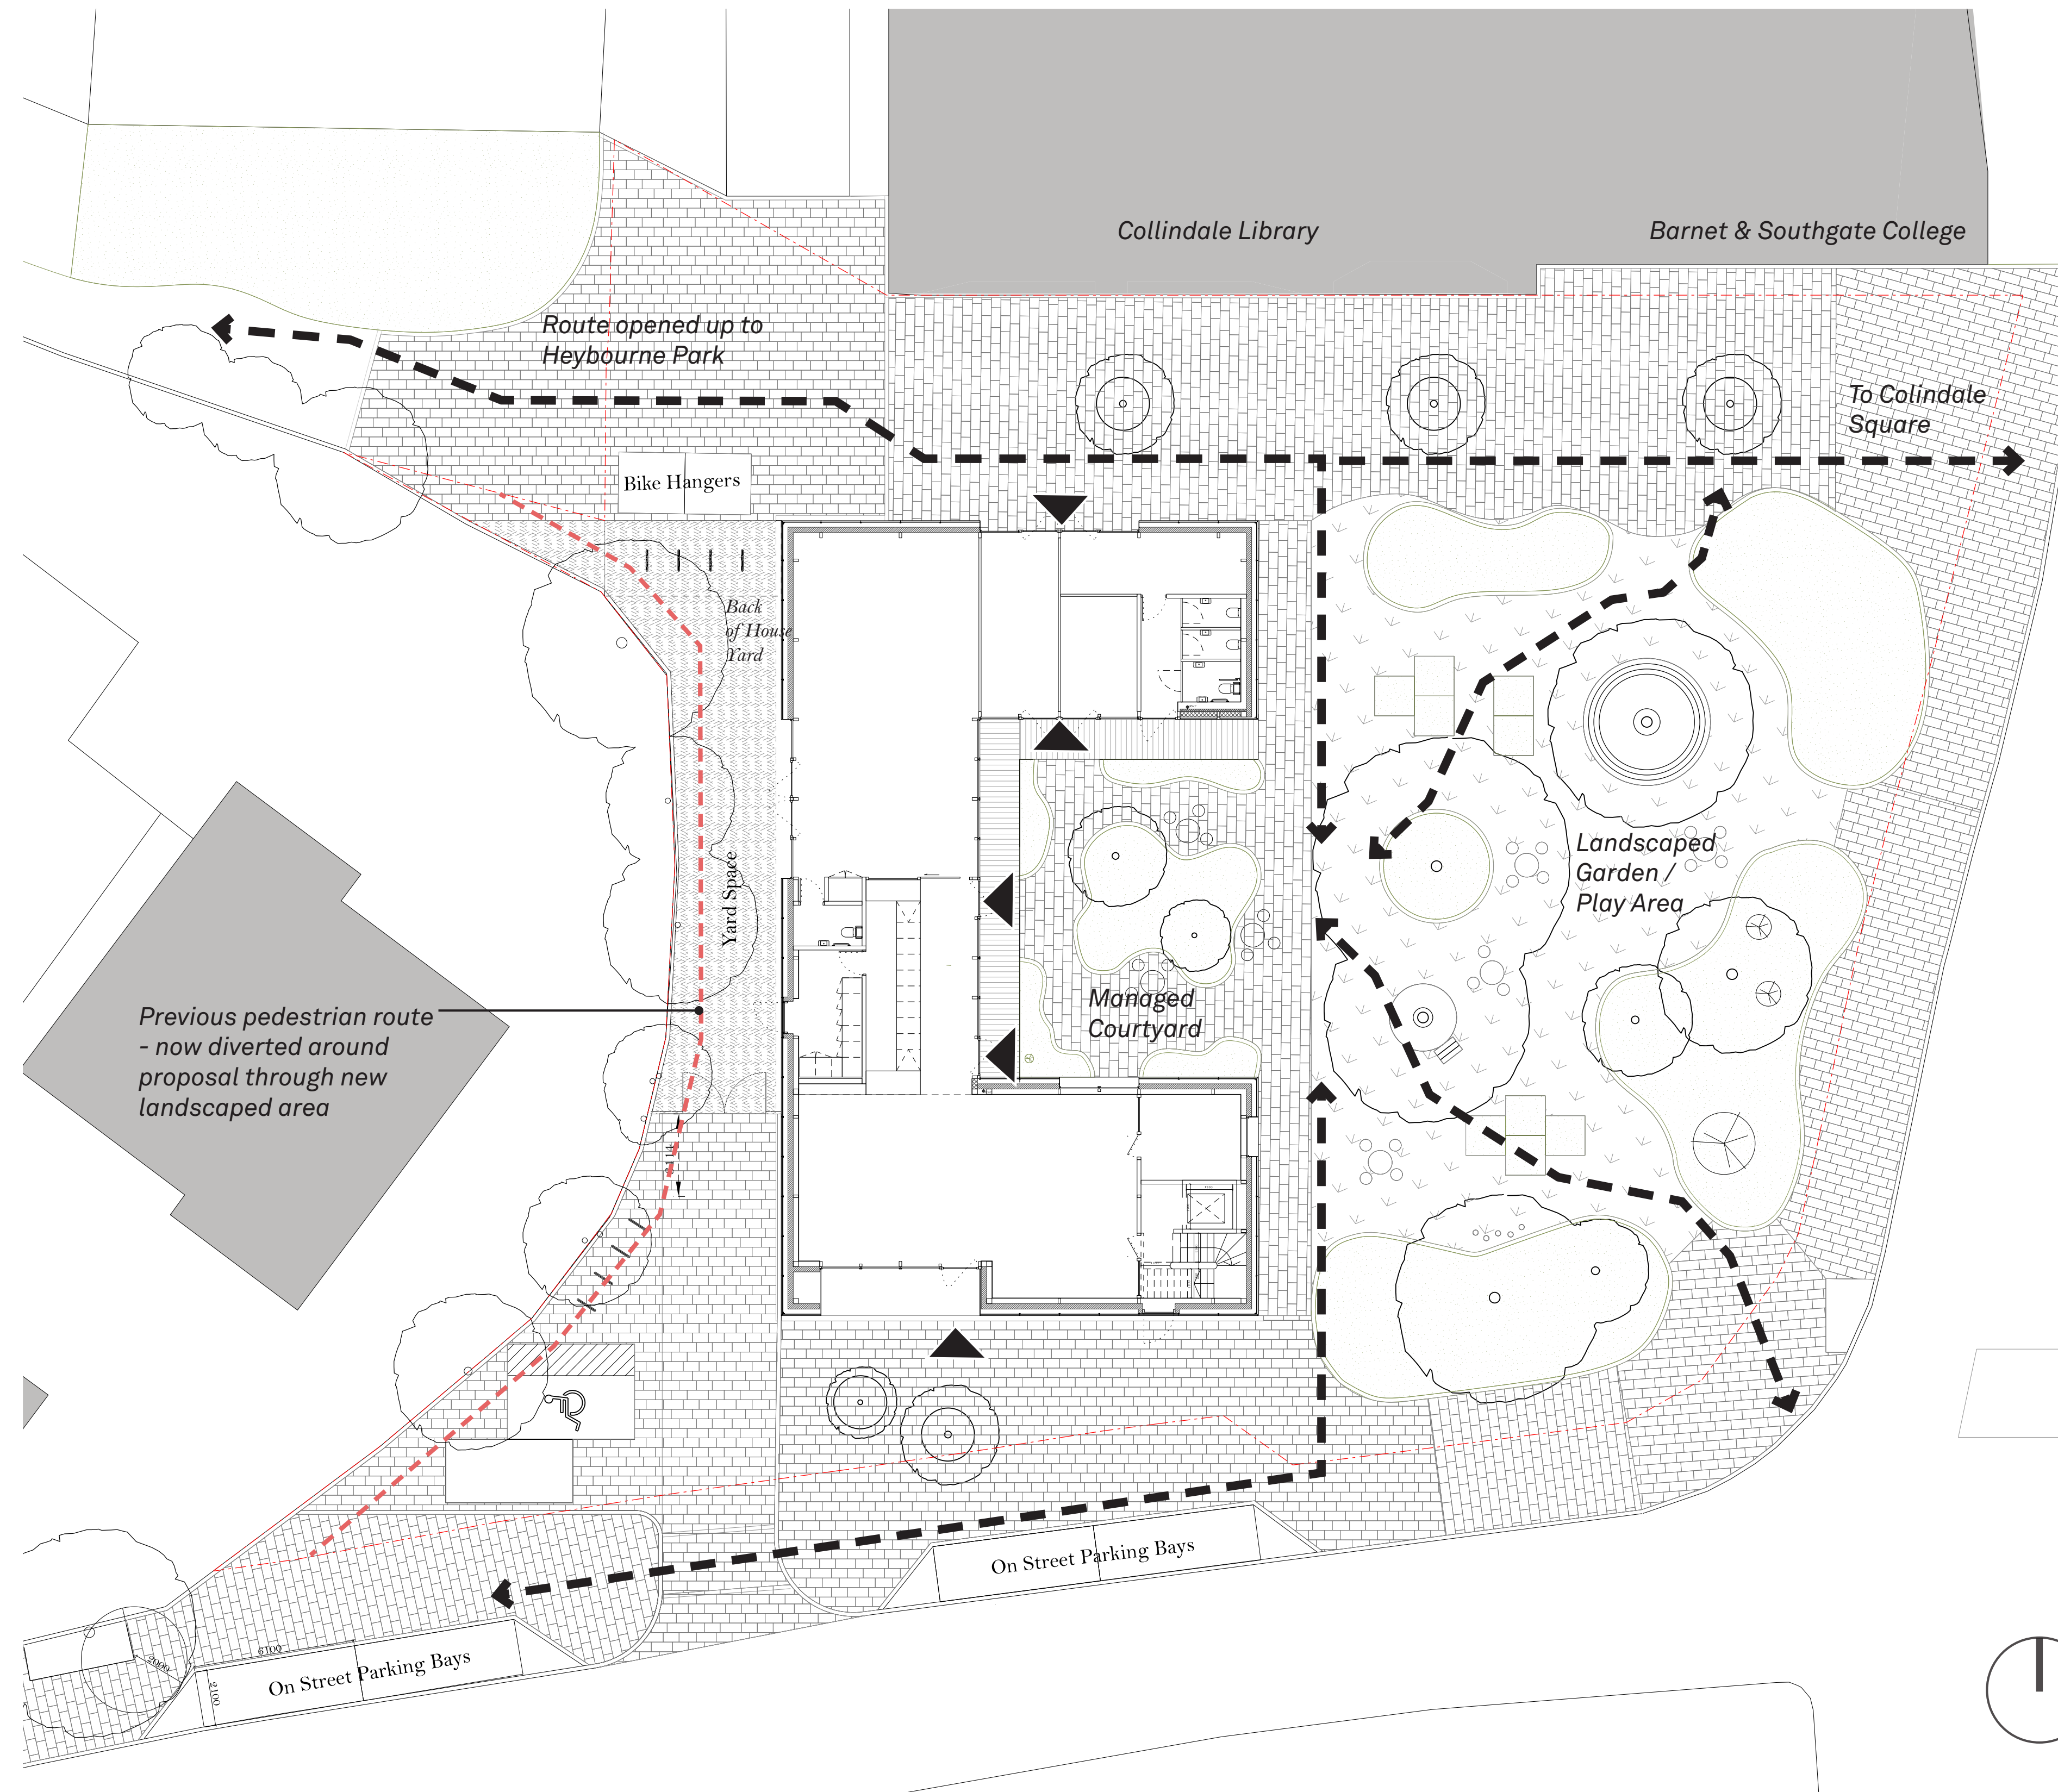 Collindale Library
Barnet & Southgate College
Route opened up to
Heybourne Park
To Colindale
Square
Bike Hangers
Back
of House
Yard
Yard Space
Landscaped
Garden /
Play Area
Managed
Courtyard
Previous pedestrian route
- now diverted around
proposal through new
landscaped area
On Street Parking Bays
On Street Parking Bays
6100
2000
2100